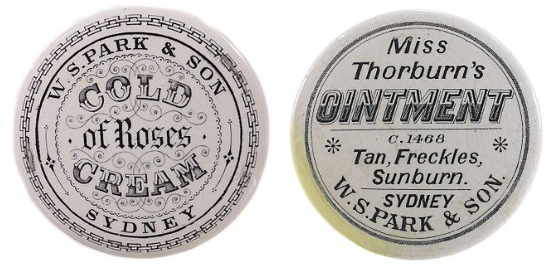 W. S. PARK & SON
COLD
of Roses
CREAM
SYDNEY
Miss
Thorburn's
OINTMENT
C.1468
Tan, Freckles,
Sunburn.
SYDNEY
W.S. PARK & SON.